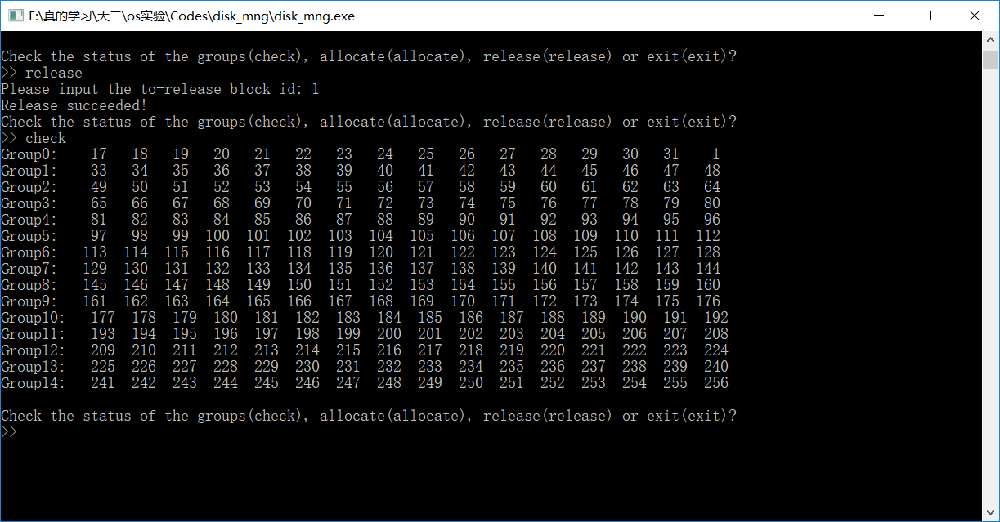 F:\真的学习\大二\os实验\Codes\disk_mng\disk_mng.exe
Check the status of the groups(check), allocate(allocate), release(release) or exit(exit)?
>> release
Please input the to-release block id: 1
Release succeeded!
Check the status of the groups(check), allocate(allocate), release(release) or exit(exit)?
>> check
Group0: 17 18 19 20 21 22 23 24 25 26 27 28 29 30 31 1
Group1: 33 34 35 36 37 38 39 40 41 42 43 44 45 46 47 48
Group2: 49 50 51 52 53 54 55 56 57 58 59 60 61 62 63 64
Group3: 65 66 67 68 69 70 71 72 73 74 75 76 77 78 79 80
Group4: 81 82 83 84 85 86 87 88 89 90 91 92 93 94 95 96
Group5: 97 98 99 100 101 102 103 104 105 106 107 108 109 110 111 112
Group6: 113 114 115 116 117 118 119 120 121 122 123 124 125 126 127 128
Group7: 129 130 131 132 133 134 135 136 137 138 139 140 141 142 143 144
Group8: 145 146 147 148 149 150 151 152 153 154 155 156 157 158 159 160
Group9: 161 162 163 164 165 166 167 168 169 170 171 172 173 174 175 176
Group10: 177 178 179 180 181 182 183 184 185 186 187 188 189 190 191 192
Group11: 193 194 195 196 197 198 199 200 201 202 203 204 205 206 207 208
Group12: 209 210 211 212 213 214 215 216 217 218 219 220 221 222 223 224
Group13: 225 226 227 228 229 230 231 232 233 234 235 236 237 238 239 240
Group14: 241 242 243 244 245 246 247 248 249 250 251 252 253 254 255 256
Check the status of the groups(check), allocate(allocate), release(release) or exit(exit)?
>>